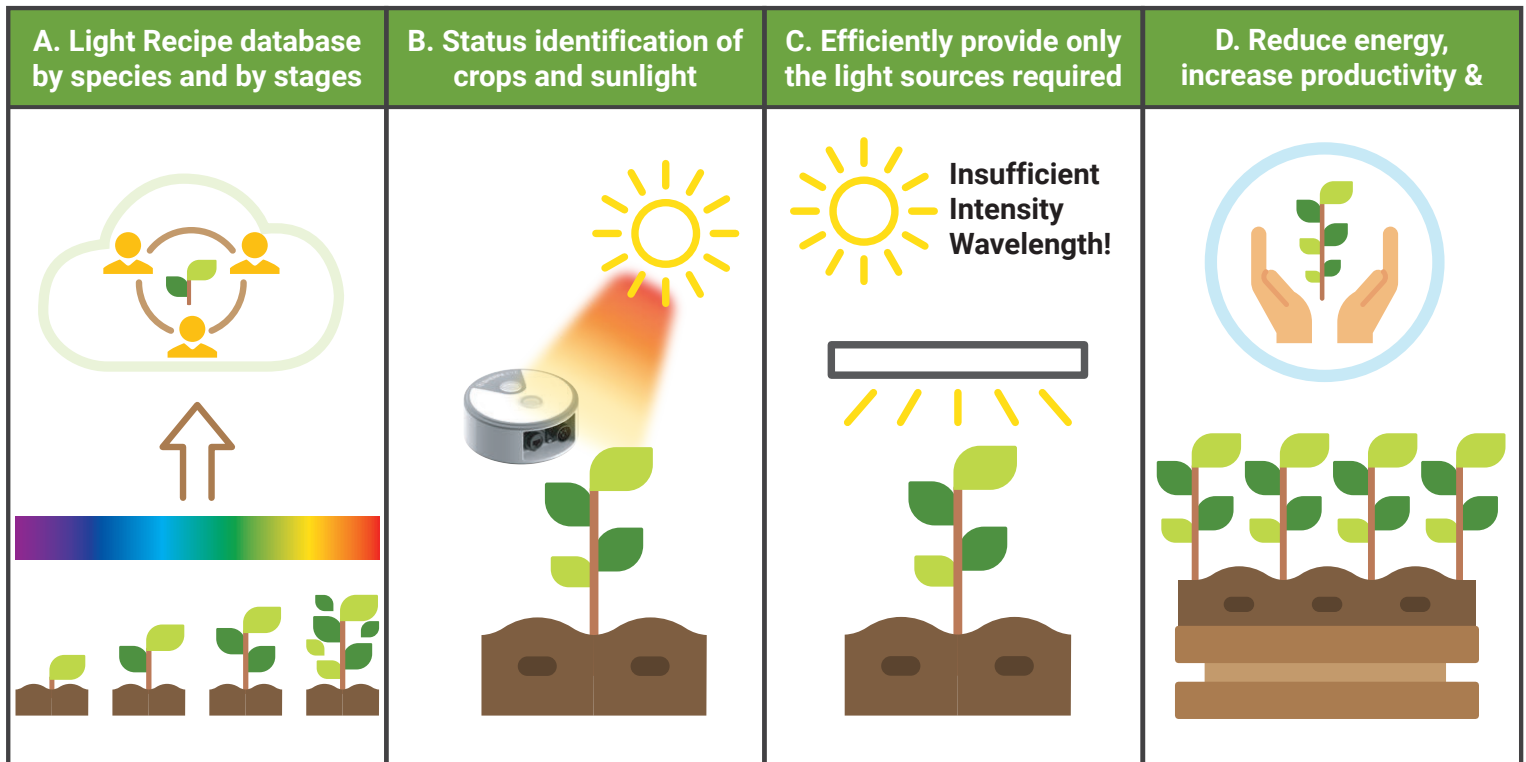 A. Light Recipe database
by species and by stages
B. Status identification of
crops and sunlight
C. Efficiently provide only
the light sources required
D. Reduce energy,
increase productivity &
Insufficient
Intensity
Wavelength!